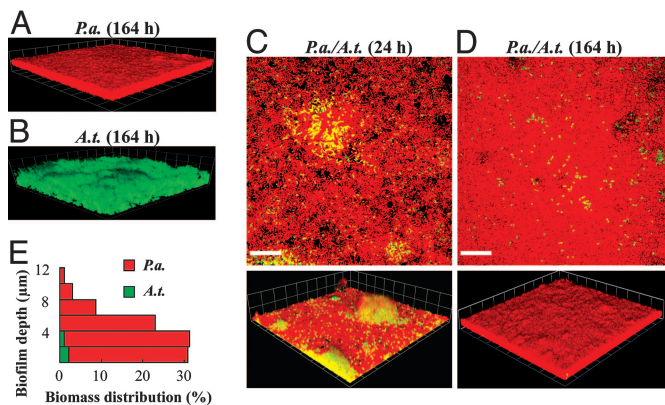 A
P.a. (164 h)
B
A.t. (164 h)
C
P.a./A.t. (24 h)
D
P.a./A.t. (164 h)
E
Biofilm depth (µm)
12
8
4
P.a.
A.t.
0 10 20 30
Biomass distribution (%)